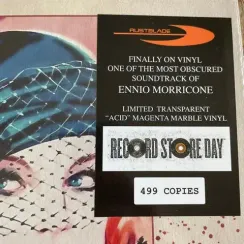 RUSTBLADE
FINALLY ON VINYL
ONE OF THE MOST OBSCURED
SOUNDTRACK OF
ENNIO MORRICONE
LIMITED TRANSPARENT
"ACID" MAGENTA MARBLE VINYL
RECORD STORE DAY
499 COPIES